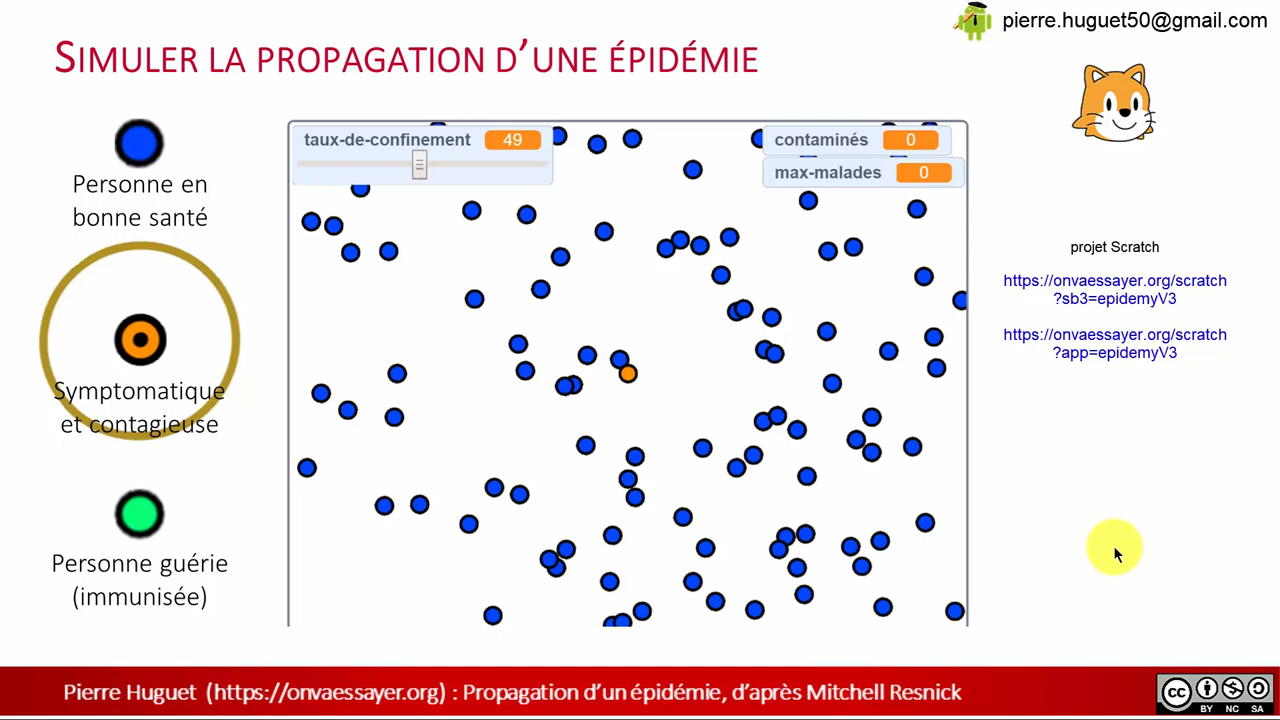 pierre.huguet50@gmail.com
SIMULER LA PROPAGATION D'UNE ÉPIDÉMIE
Personne en
bonne santé
Symptomatique
et contagieuse
Personne guérie
(immunisée)
taux-de-confinement 49
contaminés 0
max-malades 0
projet Scratch
https://onvaessayer.org/scratch
?sb3=epidemyV3
https://onvaessayer.org/scratch
?app=epidemyV3
Pierre Huguet (https://onvaessayer.org) : Propagation d'un épidémie, d'après Mitchell Resnick
cc
BY NC SA